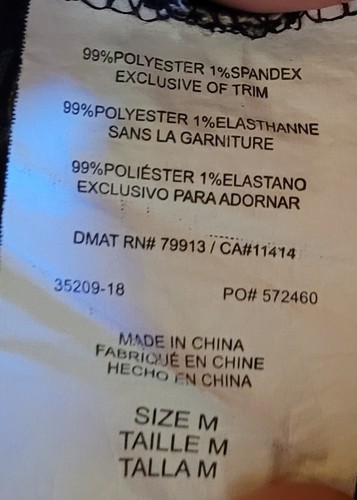 99%POLYESTER 1%SPANDEX
EXCLUSIVE OF TRIM
99%POLYESTER 1%ELASTHANNE
SANS LA GARNITURE
99%POLIÉSTER 1%ELASTANO
EXCLUSIVO PARA ADORNAR
DMAT RN# 79913 / CA#11414
35209-18 PO# 572460
MADE IN CHINA
FABRIQUÉ EN CHINE
HECHO EN CHINA
SIZE M
TAILLE M
TALLA M